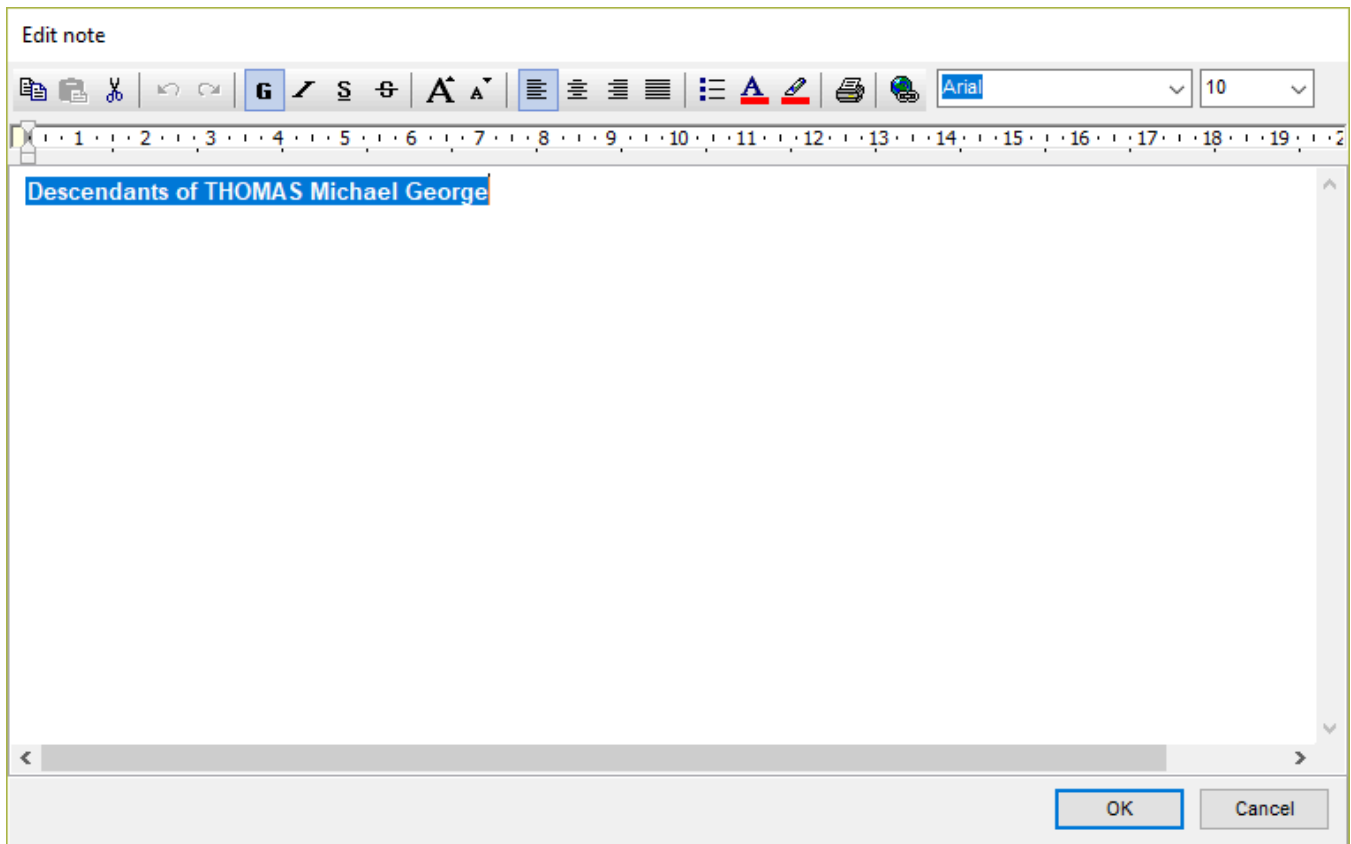 Edit note
G I S S A A A Arial 10
1 2 3 4 5 6 7 8 9 10 11 12 13 14 15 16 17 18 19 2
Descendants of THOMAS Michael George
OK Cancel